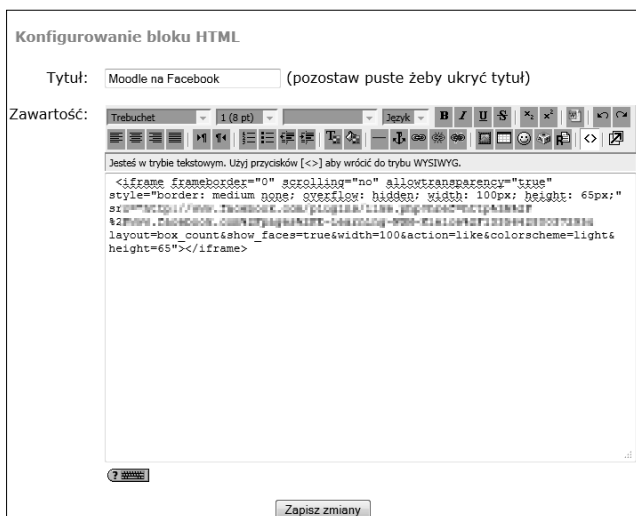 Konfigurowanie bloku HTML
Tytuł: Moodle na Facebook (pozostaw puste żeby ukryć tytuł)
Zawartość: Trebuchet 1 (8 pt) Język B I U S x₂ x²
Jesteś w trybie tekstowym. Użyj przycisków [<>] aby wrócić do trybu WYSIWYG.
<iframe frameborder="0" scrolling="no" allowtransparency="true"
style="border: medium none; overflow: hidden; width: 100px; height: 65px;"
layout=box_count&show_faces=true&width=100&action=like&colorscheme=light&
height=65"></iframe>
?
Zapisz zmiany